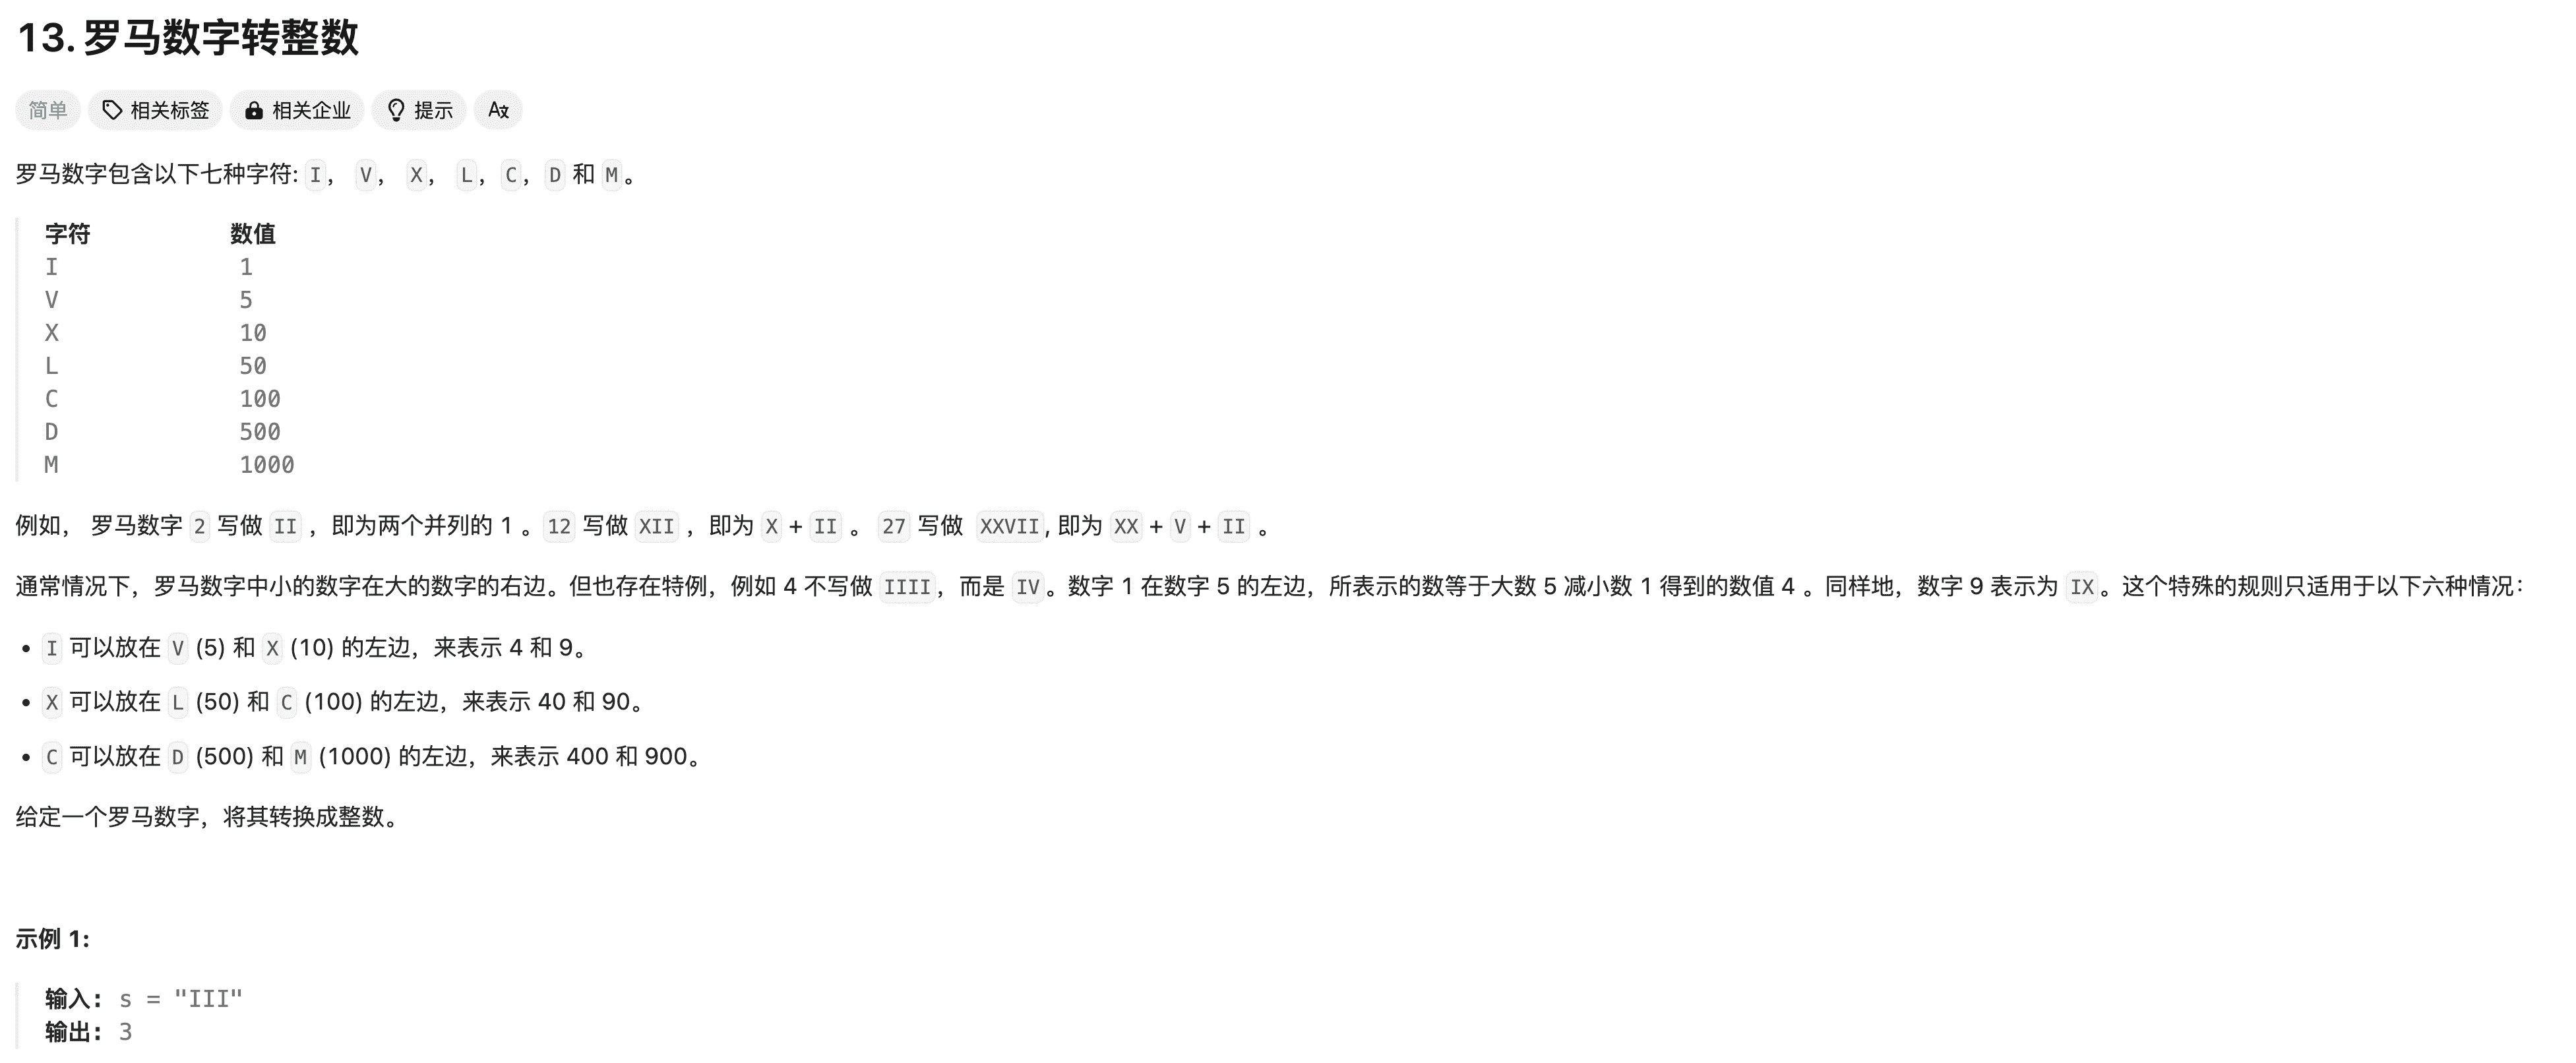 13. 罗马数字转整数
简单 相关标签 相关企业 提示
罗马数字包含以下七种字符: I， V， X， L，C，D 和 M。
字符 数值
I 1
V 5
X 10
L 50
C 100
D 500
M 1000
例如， 罗马数字 2 写做 II ，即为两个并列的 1 。12 写做 XII ，即为 X + II 。 27 写做 XXVII, 即为 XX + V + II 。
通常情况下，罗马数字中小的数字在大的数字的右边。但也存在特例，例如 4 不写做 IIII，而是 IV。数字 1 在数字 5 的左边，所表示的数等于大数 5 减小数 1 得到的数值 4 。同样地，数字 9 表示为 IX。这个特殊的规则只适用于以下六种情况：
• I 可以放在 V (5) 和 X (10) 的左边，来表示 4 和 9。
• X 可以放在 L (50) 和 C (100) 的左边，来表示 40 和 90。
• C 可以放在 D (500) 和 M (1000) 的左边，来表示 400 和 900。
给定一个罗马数字，将其转换成整数。
示例 1:
输入: s = "III"
输出: 3